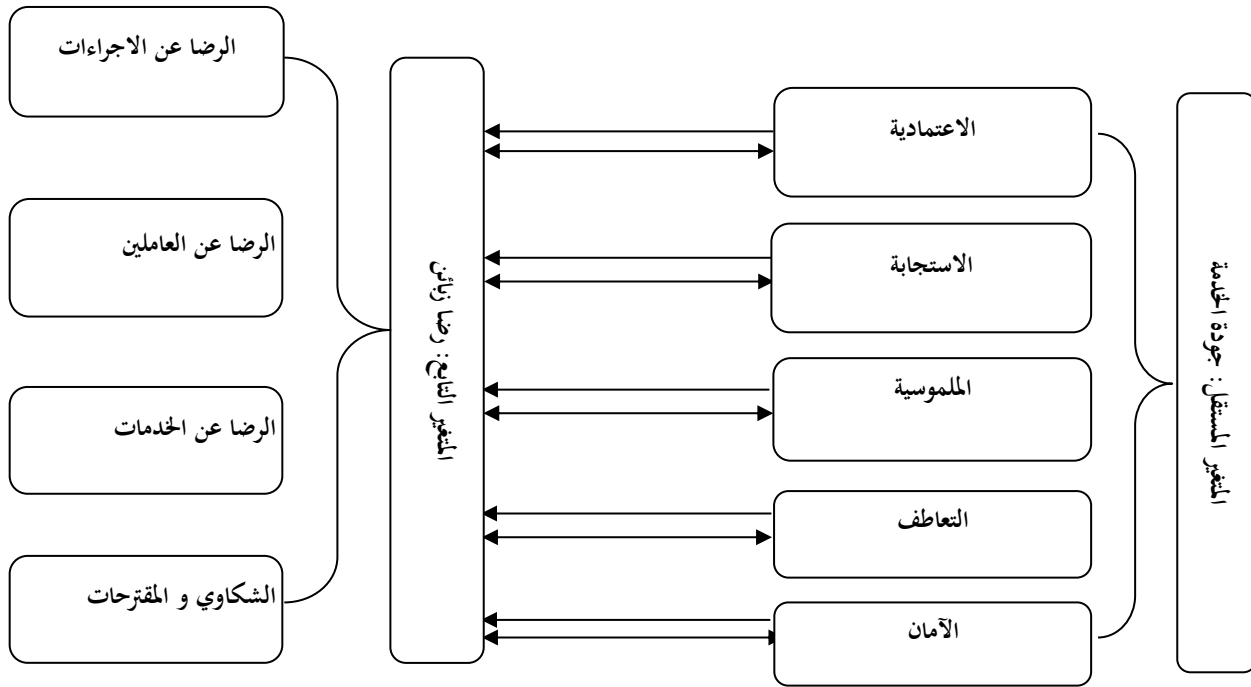 المتغير المستقل: جودة الخدمة
الاعتمادية
الاستجابة
الملموسية
التعاطف
الآمان
المتغير التابع: رضا زبائن
الرضا عن الاجراءات
الرضا عن العاملين
الرضا عن الخدمات
الشكاوي و المقترحات